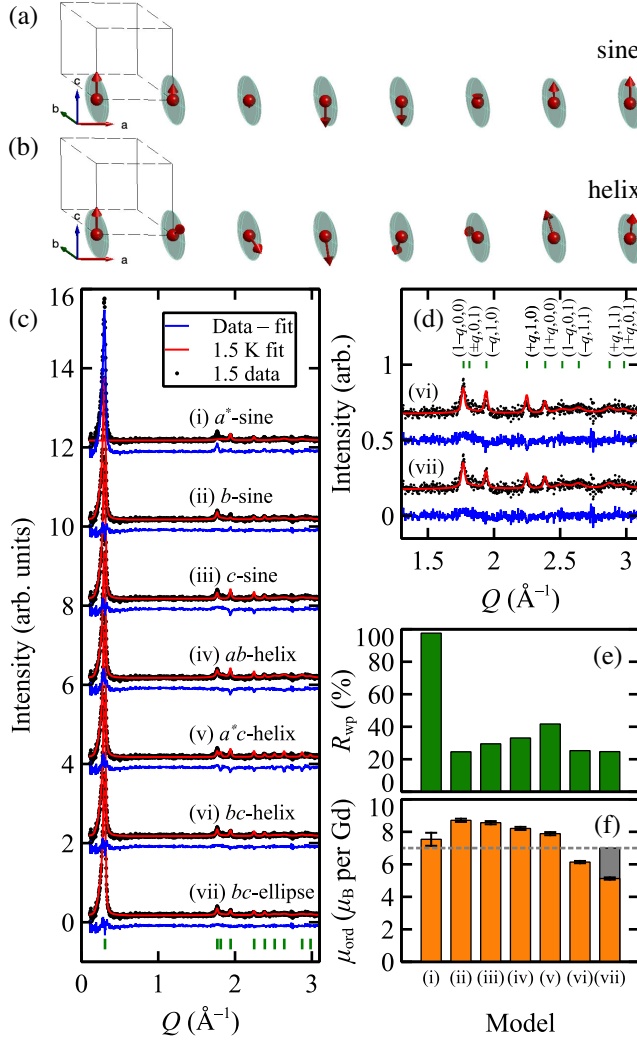 (a)
sine
c
b
a
(b)
helix
c
b
a
(c)
16
14
12
10
8
6
4
2
0
Intensity (arb. units)
Data – fit
1.5 K fit
1.5 data
(i) a*-sine
(ii) b-sine
(iii) c-sine
(iv) ab-helix
(v) a*c-helix
(vi) bc-helix
(vii) bc-ellipse
0 1 2 3
Q (Å⁻¹)
(d)
(1–q,0,0)
(±q,0,1)
(–q,1,0)
(+q,1,0)
(1+q,0,0)
(1–q,0,1)
(–q,1,1)
(+q,1,1)
(1+q,0,1)
Intensity (arb.)
1
0.5
0
(vi)
(vii)
1.5 2 2.5 3
Q (Å⁻¹)
(e)
100
80
60
40
20
0
Rwp (%)
(f)
8
6
4
2
0
μord (μB per Gd)
(i) (ii) (iii) (iv) (v) (vi) (vii)
Model